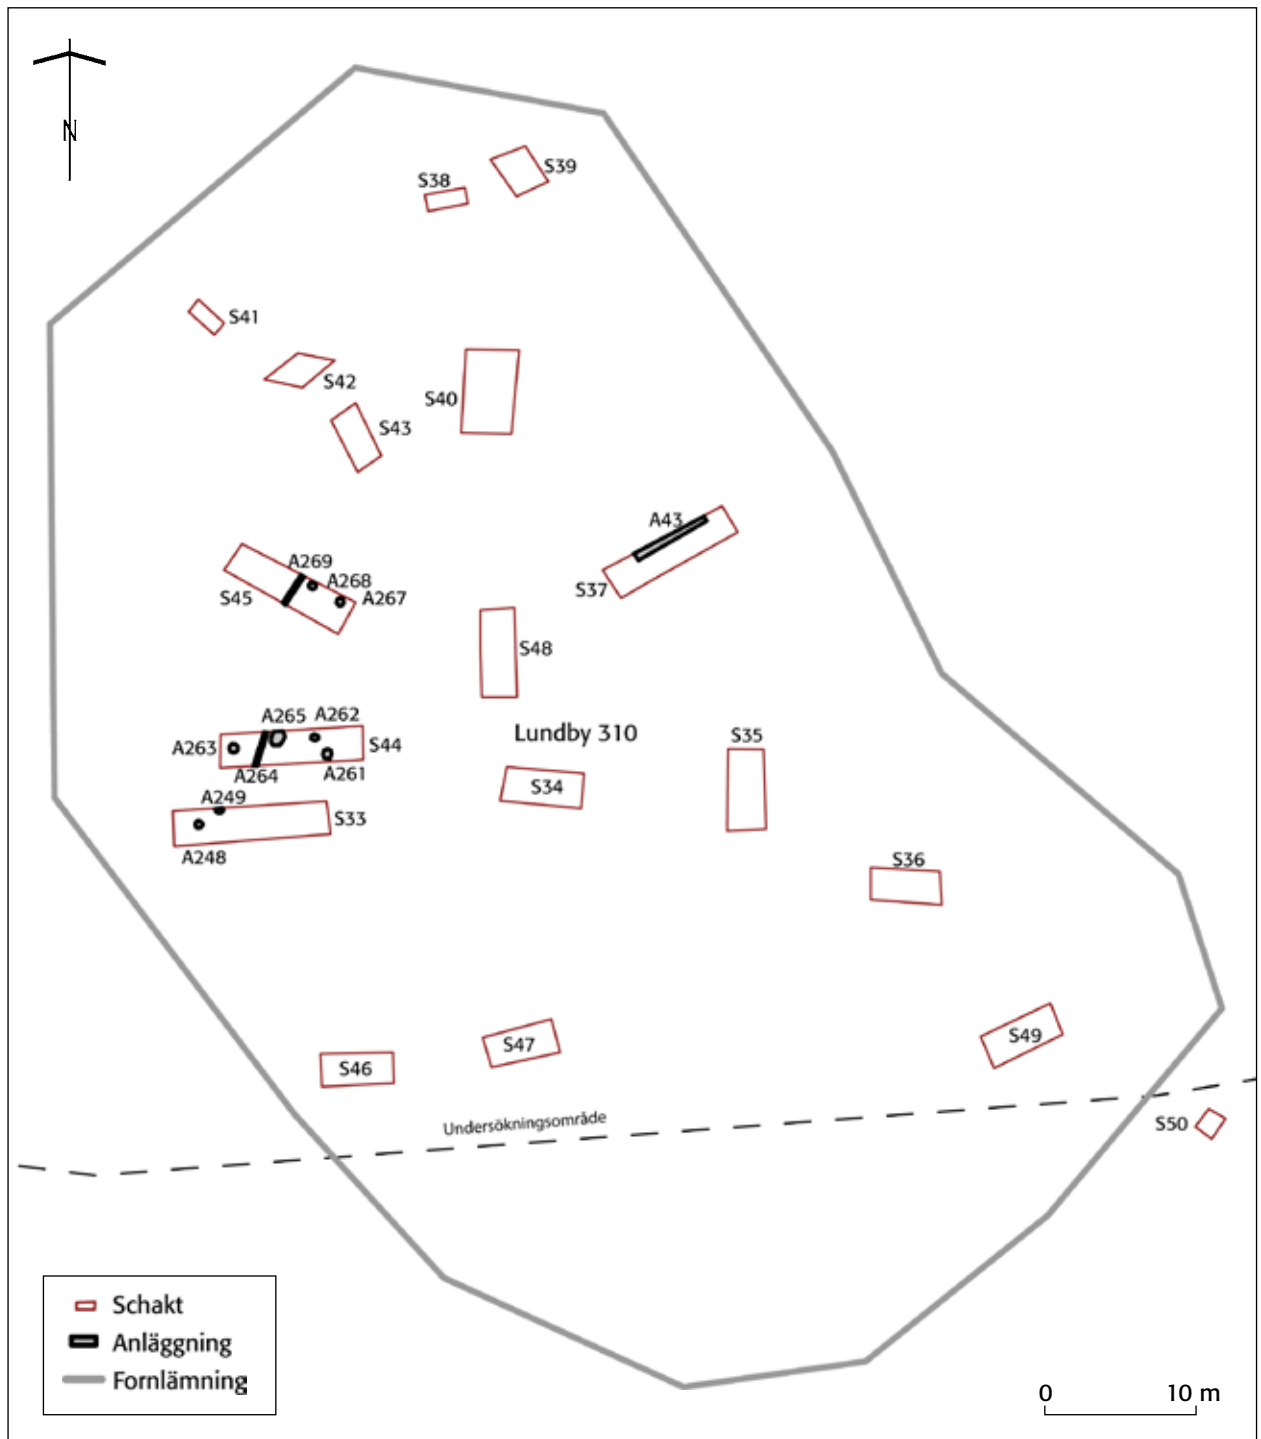 N
S39
S38
S41
S42
S40
S43
A43
A269
A268
A267
S45
S37
S48
A265
A262
Lundby 310
S35
A263
S44
A264
A261
S34
A249
S33
A248
S36
S49
S47
S46
Undersökningsområde
S50
Schakt
Anläggning
Fornlämning
0 10 m